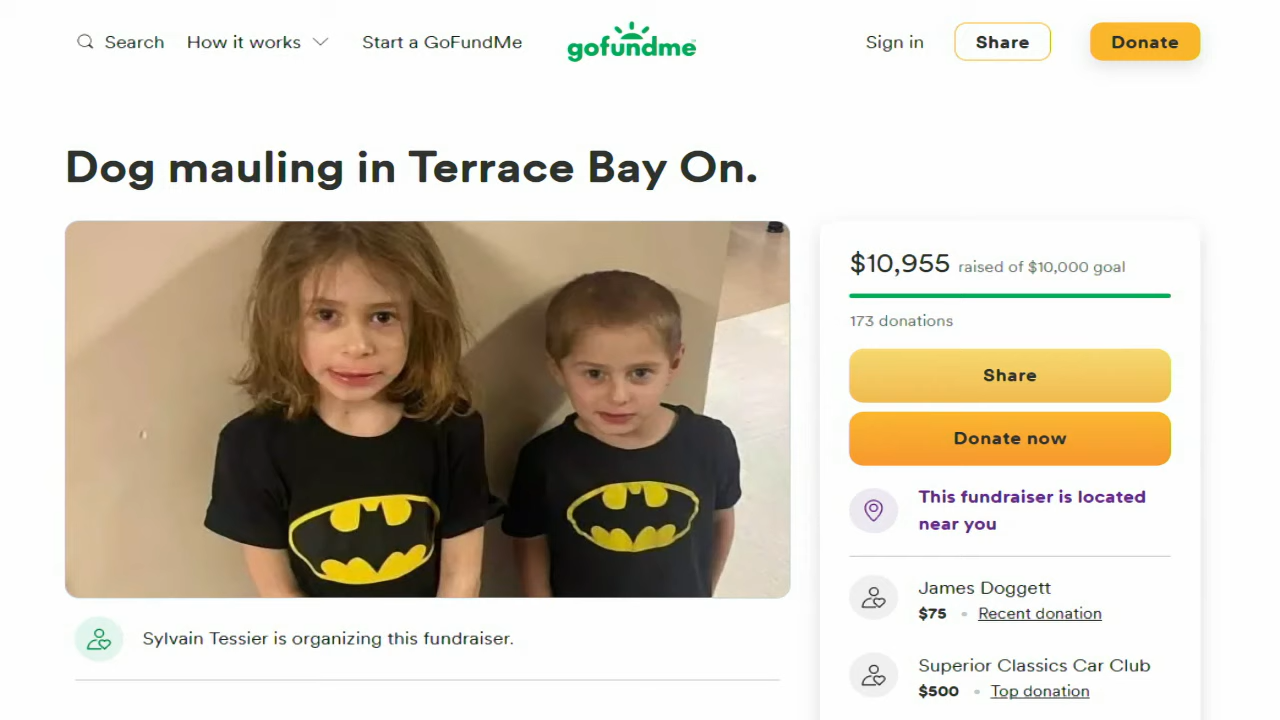 Search
How it works
Start a GoFundMe
gofundme
Sign in
Share
Donate
Dog mauling in Terrace Bay On.
$10,955 raised of $10,000 goal
173 donations
Share
Donate now
This fundraiser is located
near you
James Doggett
$75 • Recent donation
Superior Classics Car Club
$500 • Top donation
Sylvain Tessier is organizing this fundraiser.